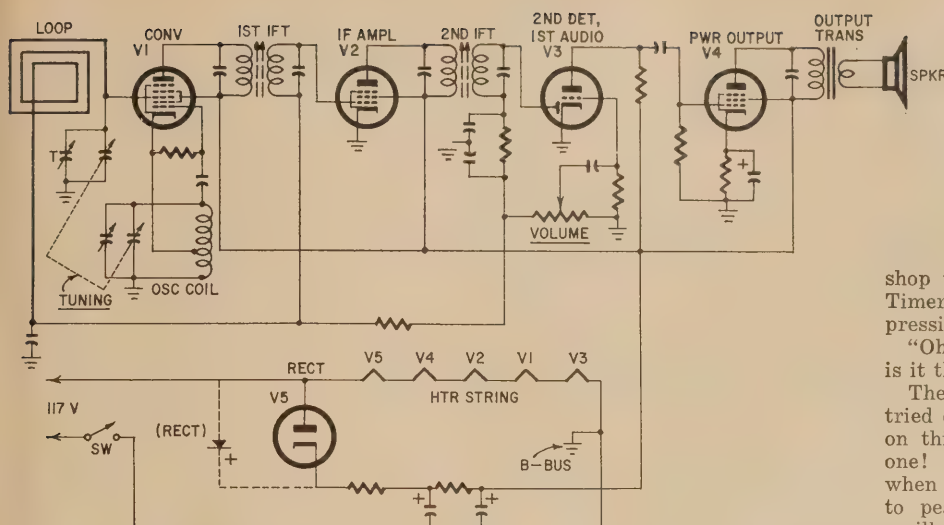 LOOP
CONV
V1
1ST IFT
IF AMPL
V2
2ND IFT
2ND DET,
1ST AUDIO
V3
PWR OUTPUT
V4
OUTPUT
TRANS
SPKR
T
TUNING
OSC COIL
VOLUME
117 V
SW
(RECT)
+
RECT
V5
V5
V4
V2
V1
V3
HTR STRING
B-BUS
+
+
+
shop
Timer
pressi
"Oh
is it th
The
tried
on th
one!
when
to pe